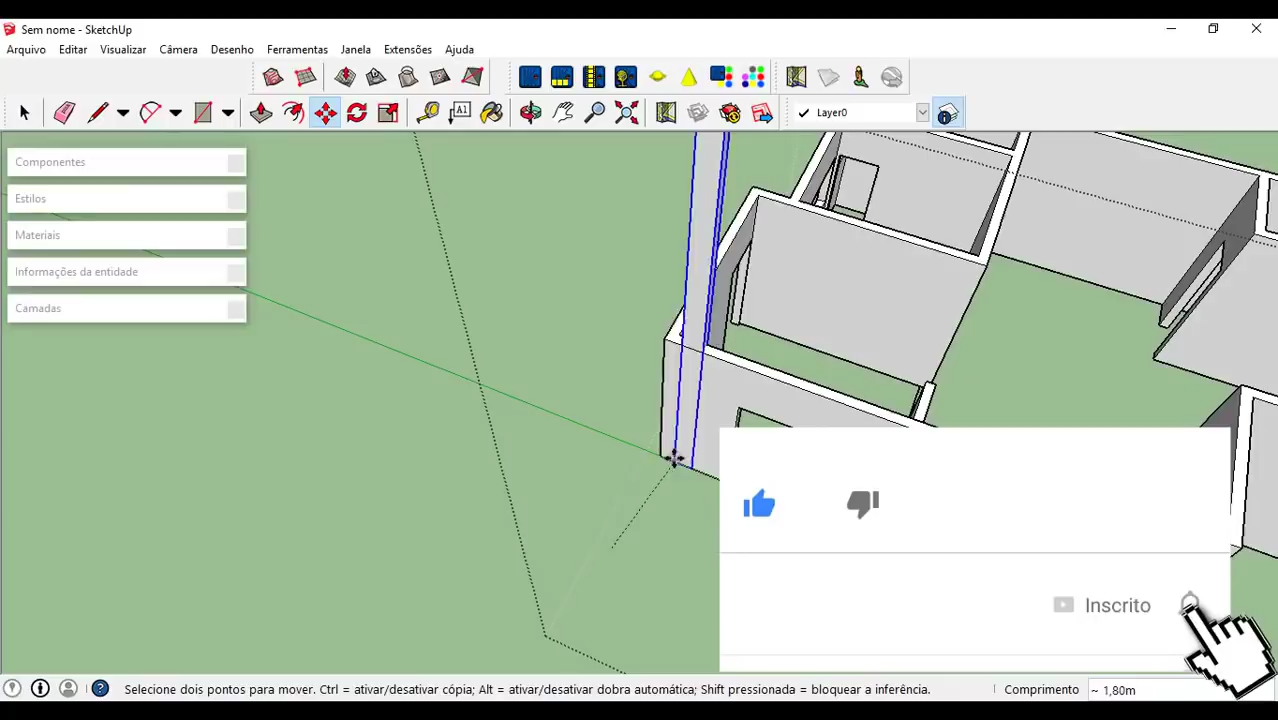 Sem nome - SketchUp
Arquivo Editar Visualizar Câmera Desenho Ferramentas Janela Extensões Ajuda
A1
Layer0
Componentes
Estilos
Materiais
Informações da entidade
Camadas
Inscrito
Selecione dois pontos para mover. Ctrl = ativar/desativar cópia; Alt = ativar/desativar dobra automática; Shift pressionada = bloquear a inferência. Comprimento ~ 1,80m